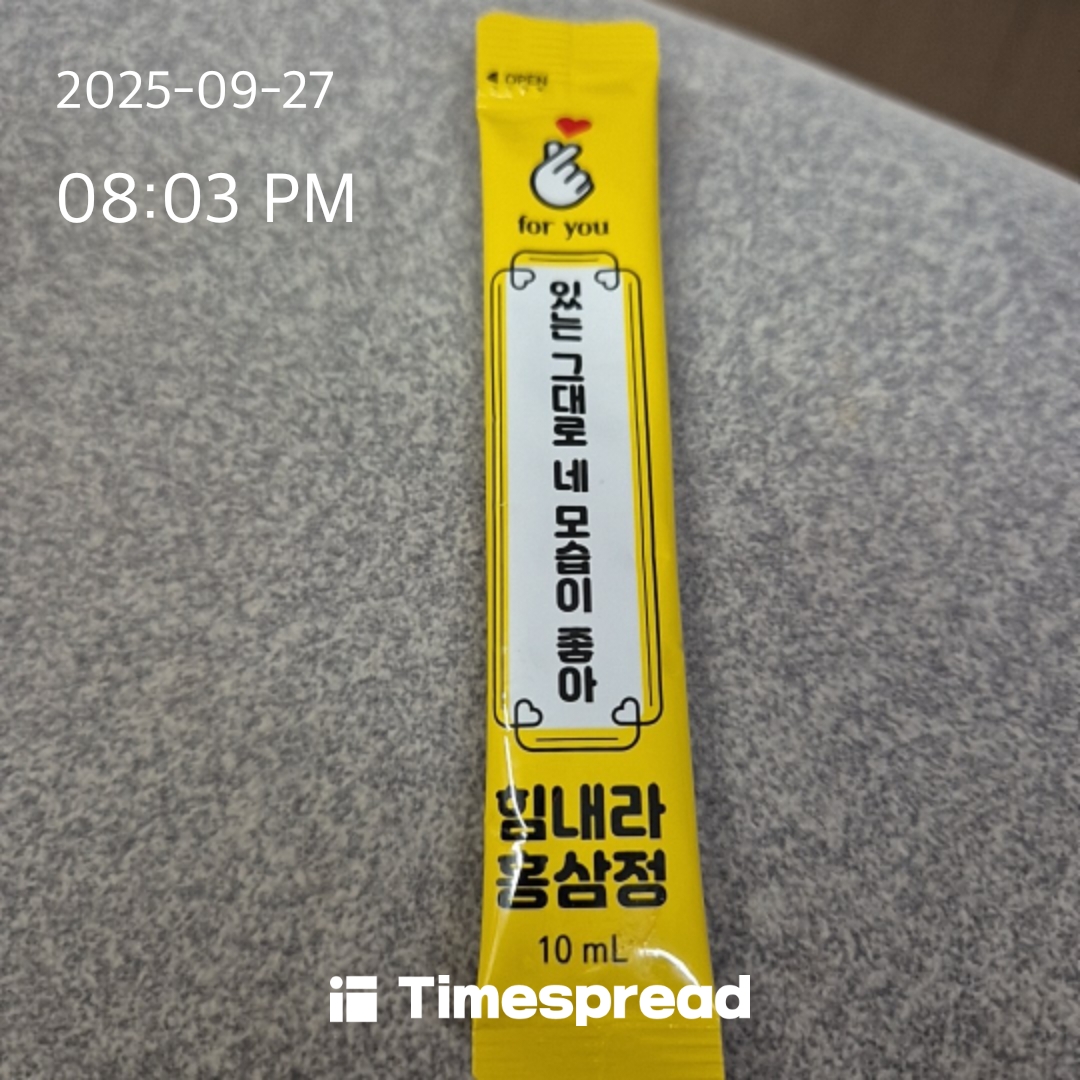 2025-09-27
08:03 PM
OPEN
for you
있는 그대로 네 모습이 좋아
힘내라
홍삼정
10 mL
Timespread